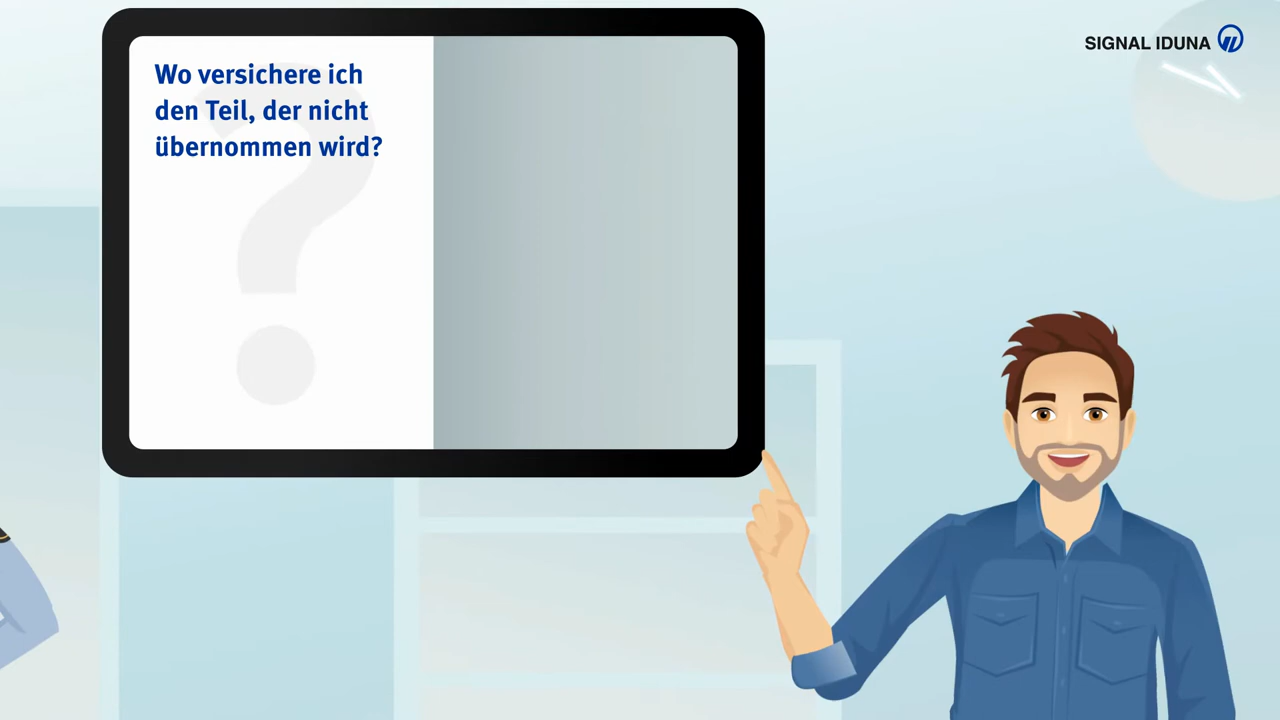 Wo versichere ich
den Teil, der nicht
übernommen wird?
SIGNAL IDUNA